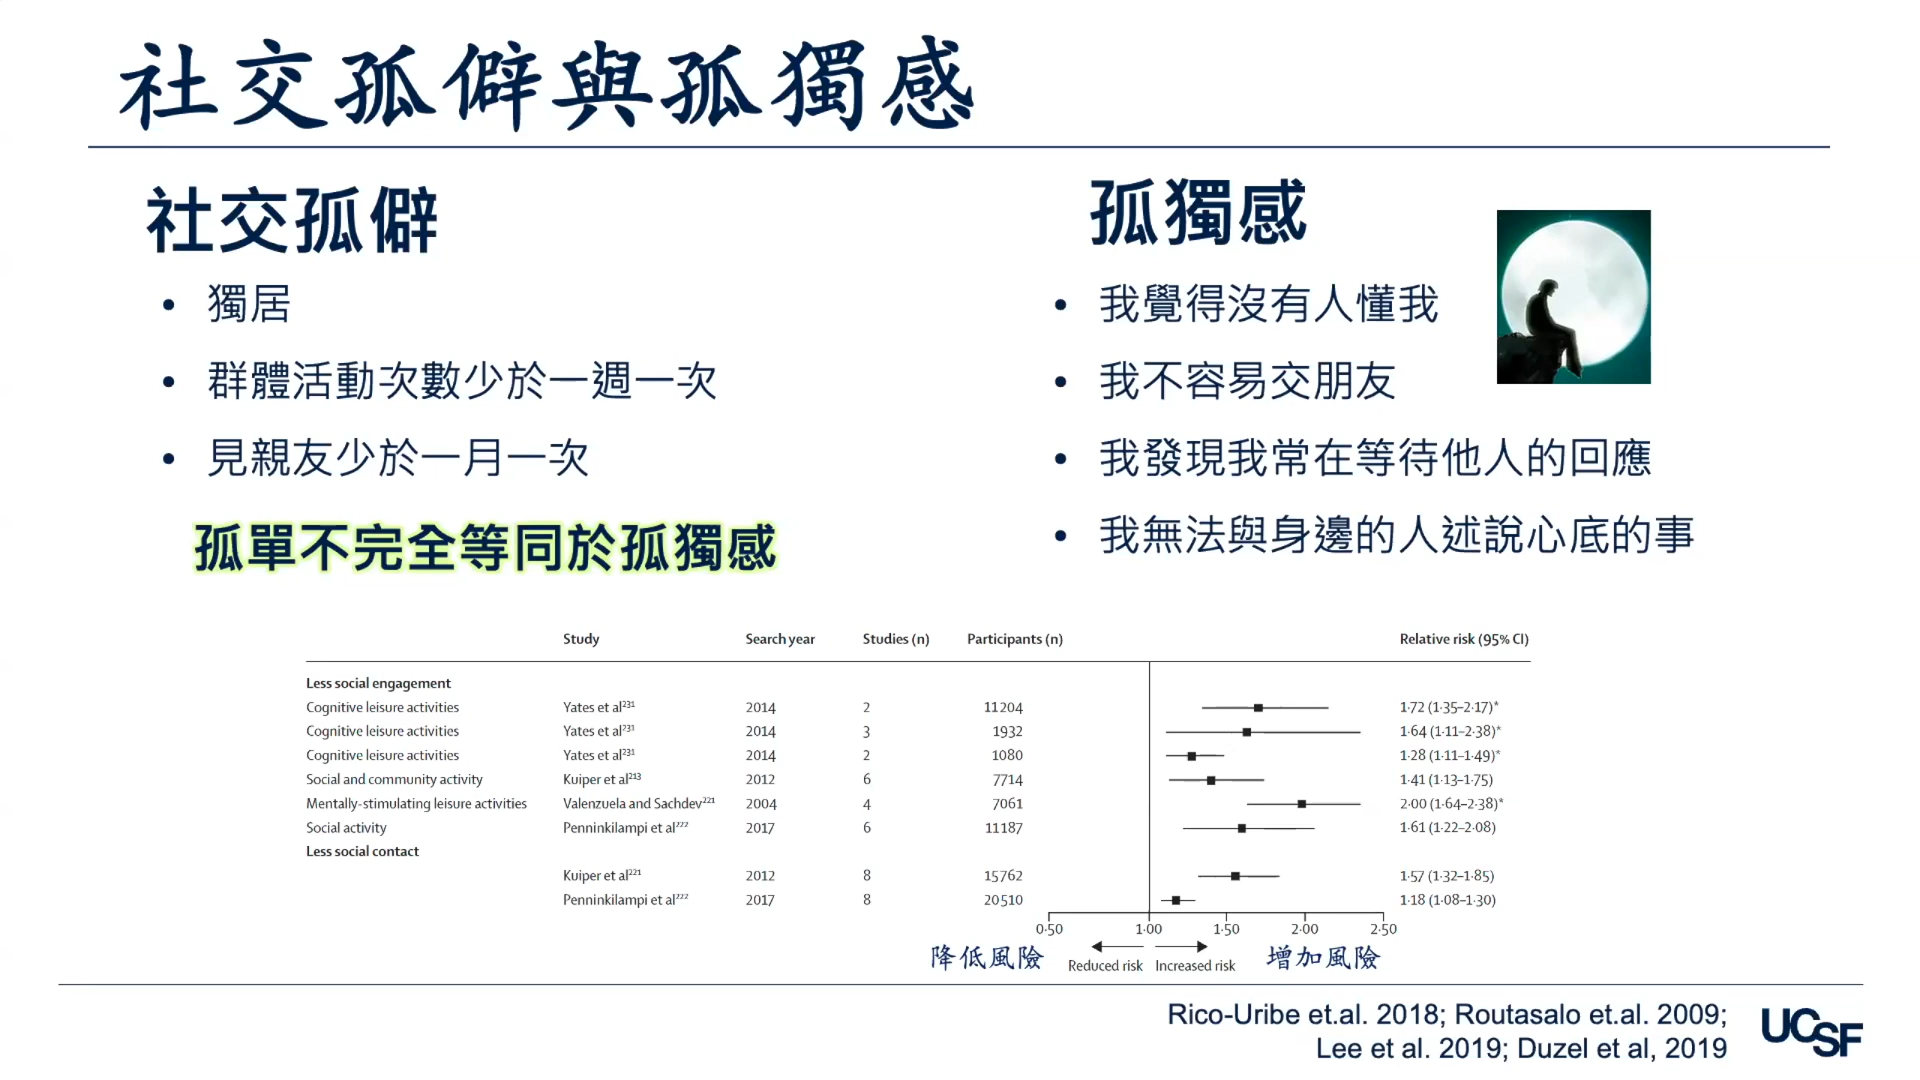 社交孤僻與孤獨感
社交孤僻
• 獨居
• 群體活動次數少於一週一次
• 見親友少於一月一次
孤單不完全等同於孤獨感
孤獨感
• 我覺得沒有人懂我
• 我不容易交朋友
• 我發現我常在等待他人的回應
• 我無法與身邊的人述說心底的事
Study Search year Studies (n) Participants (n) Relative risk (95% CI)
Less social engagement
Cognitive leisure activities Yates et al²³¹ 2014 2 11204 1·72 (1·35–2·17)*
Cognitive leisure activities Yates et al²³¹ 2014 3 1932 1·64 (1·11–2·38)*
Cognitive leisure activities Yates et al²³¹ 2014 2 1080 1·28 (1·11–1·49)*
Social and community activity Kuiper et al²¹³ 2012 6 7714 1·41 (1·13–1·75)
Mentally-stimulating leisure activities Valenzuela and Sachdev²²¹ 2004 4 7061 2·00 (1·64–2·38)*
Social activity Penninkilampi et al²²² 2017 6 11187 1·61 (1·22–2·08)
Less social contact
Kuiper et al²²¹ 2012 8 15762 1·57 (1·32–1·85)
Penninkilampi et al²²² 2017 8 20510 1·18 (1·08–1·30)
0·50 1·00 1·50 2·00 2·50
降低風險 Reduced risk Increased risk 增加風險
Rico-Uribe et.al. 2018; Routasalo et.al. 2009;
Lee et al. 2019; Duzel et al, 2019
UCSF